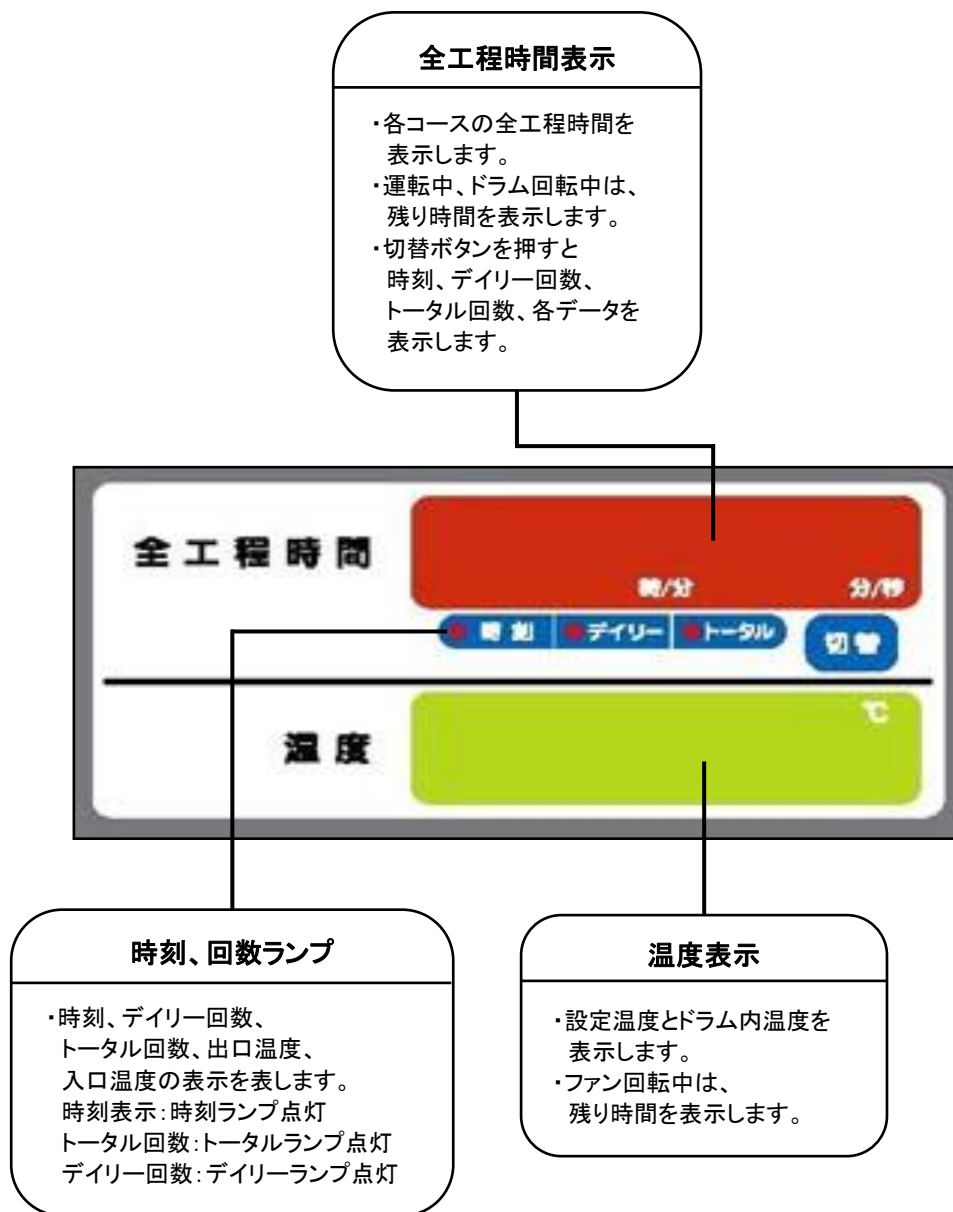 全工程時間表示
・各コースの全工程時間を
表示します。
・運転中、ドラム回転中は、
残り時間を表示します。
・切替ボタンを押すと
時刻、デイリー回数、
トータル回数、各データを
表示します。
全工程時間
時/分
分/秒
時刻
デイリー
トータル
切替
温度
℃
時刻、回数ランプ
・時刻、デイリー回数、
トータル回数、出口温度、
入口温度の表示を表します。
時刻表示：時刻ランプ点灯
トータル回数：トータルランプ点灯
デイリー回数：デイリーランプ点灯
温度表示
・設定温度とドラム内温度を
表示します。
・ファン回転中は、
残り時間を表示します。